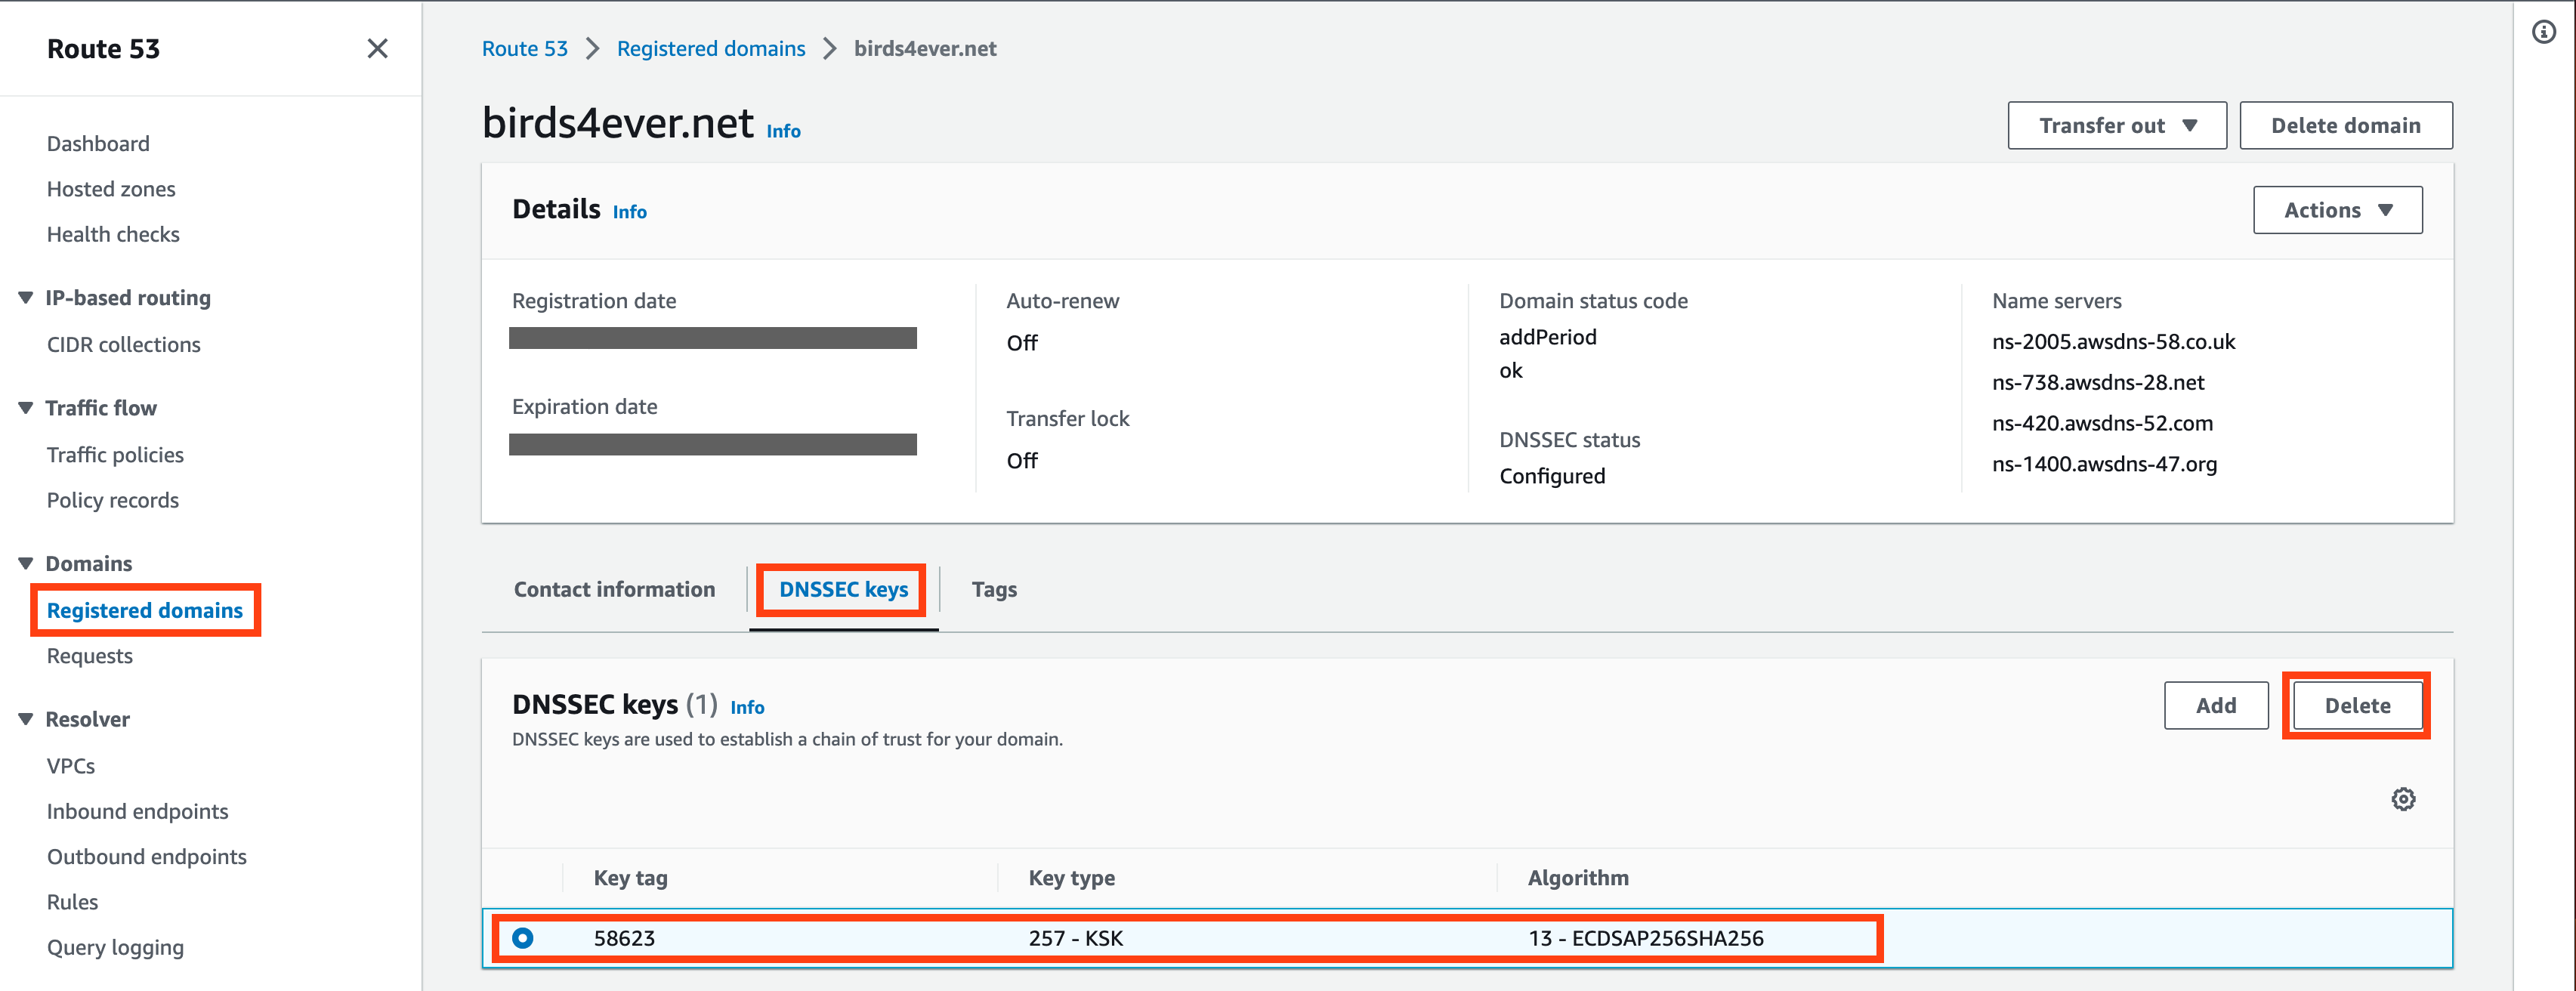 Route 53
Dashboard
Hosted zones
Health checks
IP-based routing
CIDR collections
Traffic flow
Traffic policies
Policy records
Domains
Registered domains
Requests
Resolver
VPCs
Inbound endpoints
Outbound endpoints
Rules
Query logging
Route 53 > Registered domains > birds4ever.net
birds4ever.net Info
Transfer out
Delete domain
Details Info
Actions
Registration date
Expiration date
Auto-renew
Off
Transfer lock
Off
Domain status code
addPeriod
ok
DNSSEC status
Configured
Name servers
ns-2005.awsdns-58.co.uk
ns-738.awsdns-28.net
ns-420.awsdns-52.com
ns-1400.awsdns-47.org
Contact information
DNSSEC keys
Tags
DNSSEC keys (1) Info
DNSSEC keys are used to establish a chain of trust for your domain.
Add
Delete
Key tag Key type Algorithm
58623 257 - KSK 13 - ECDSAP256SHA256